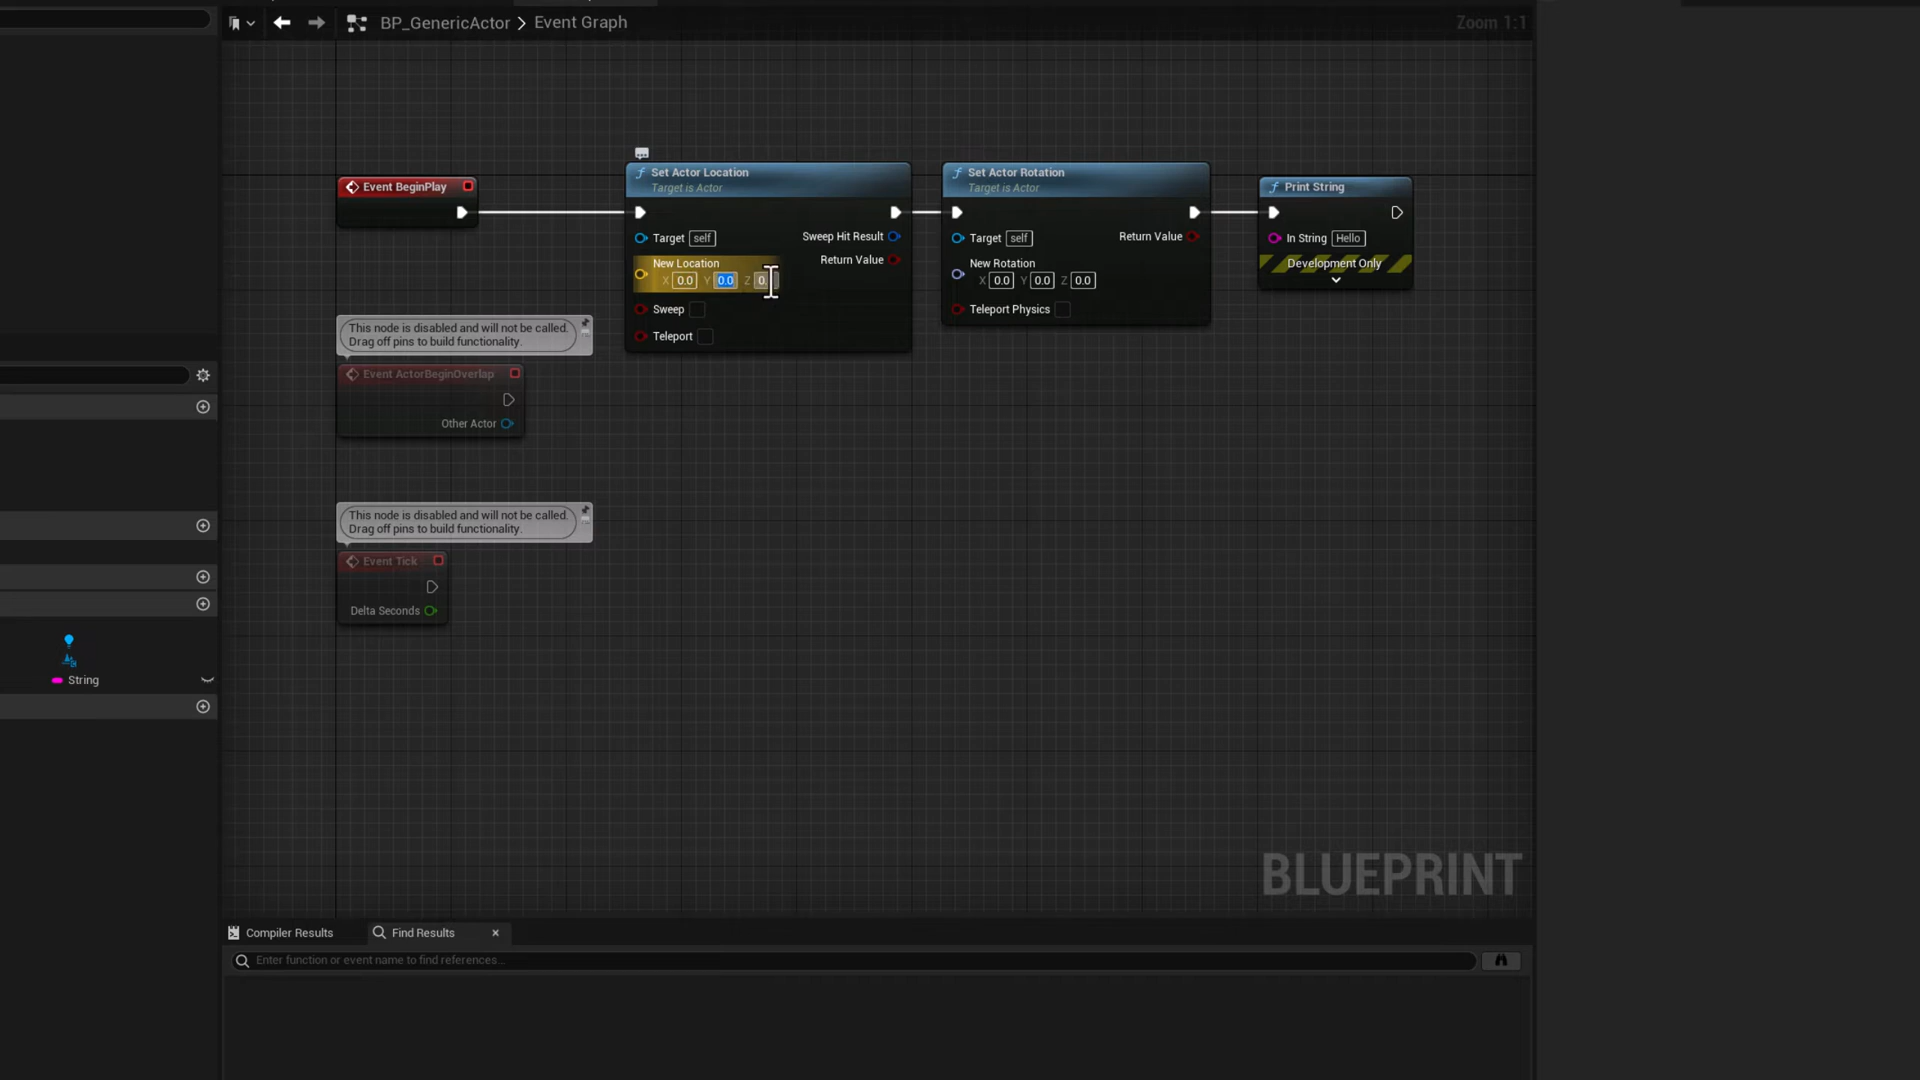 BP_GenericActor > Event Graph
Zoom 1:1
Event BeginPlay
Set Actor Location
Target is Actor
Target self
Sweep Hit Result
New Location
Return Value
X 0.0 Y 0.0 Z 0.
Sweep
Teleport
Set Actor Rotation
Target is Actor
Target self
Return Value
New Rotation
X 0.0 Y 0.0 Z 0.0
Teleport Physics
Print String
In String Hello
Development Only
This node is disabled and will not be called.
Drag off pins to build functionality.
Event ActorBeginOverlap
Other Actor
This node is disabled and will not be called.
Drag off pins to build functionality.
Event Tick
Delta Seconds
String
BLUEPRINT
Compiler Results
Find Results
Enter function or event name to find references...